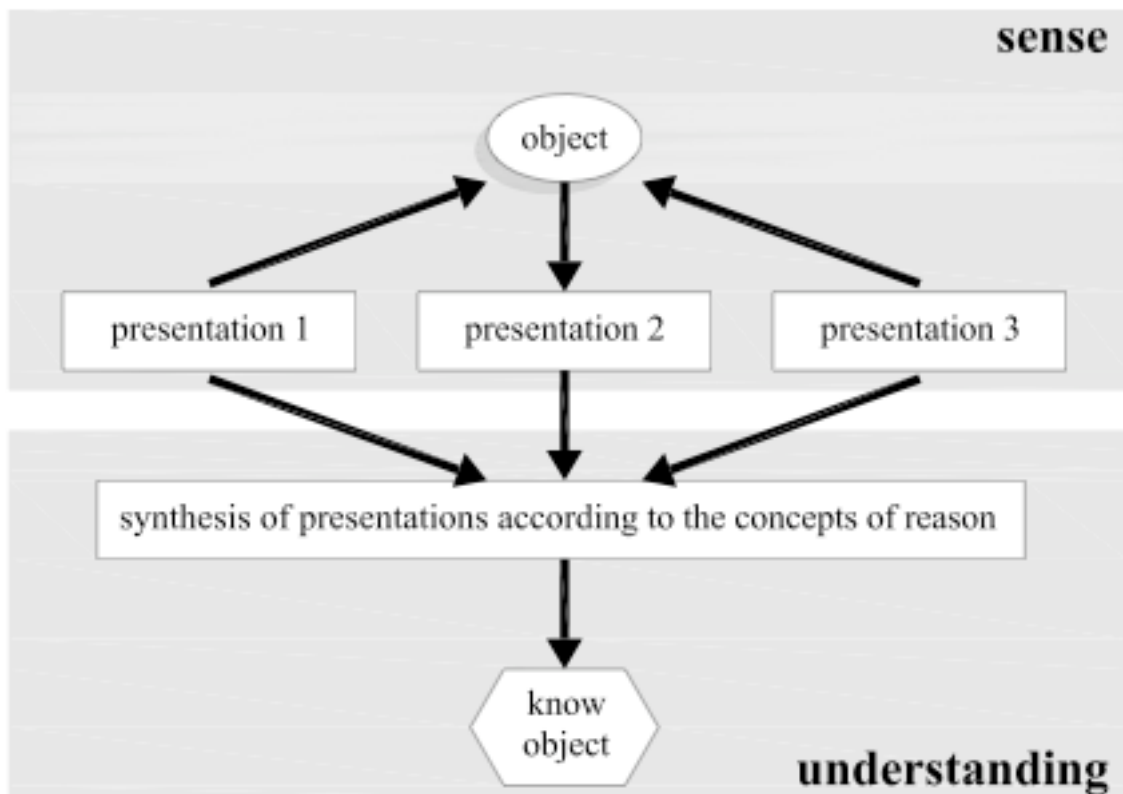 sense
object
presentation 1
presentation 2
presentation 3
synthesis of presentations according to the concepts of reason
know
object
understanding